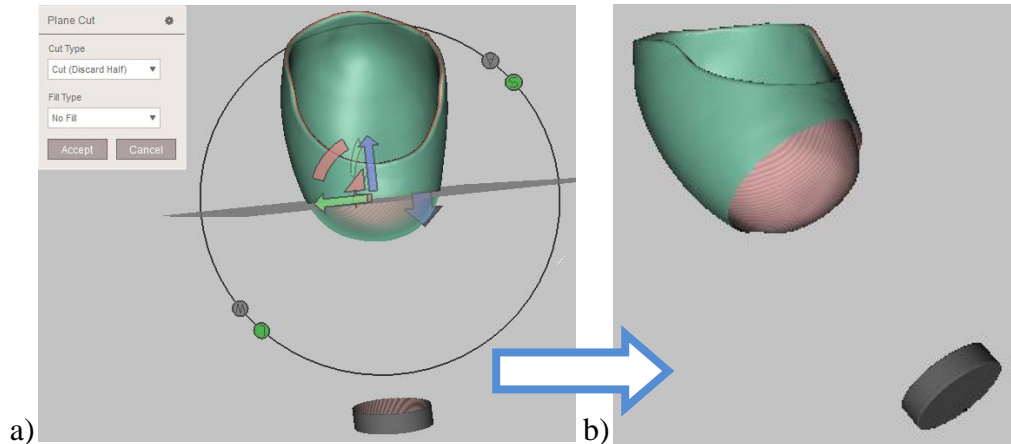 Plane Cut
Cut Type
Cut (Discard Half)
Fill Type
No Fill
Accept Cancel
A
S
W
L
a)
b)